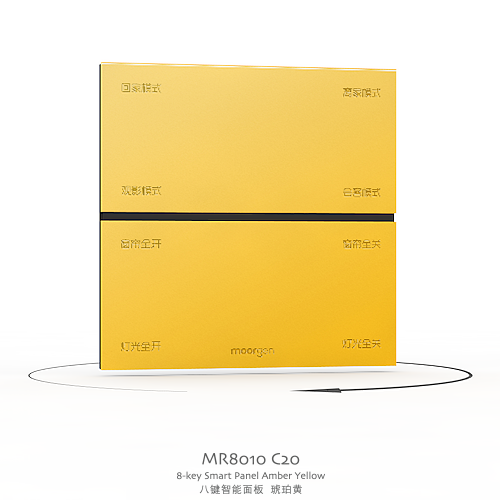 回家模式 离家模式
观影模式 会客模式
窗帘全开 窗帘全关
灯光全开 moorgen 灯光全关
MR8010 C20
8-key Smart Panel Amber Yellow
八键智能面板 琥珀黄